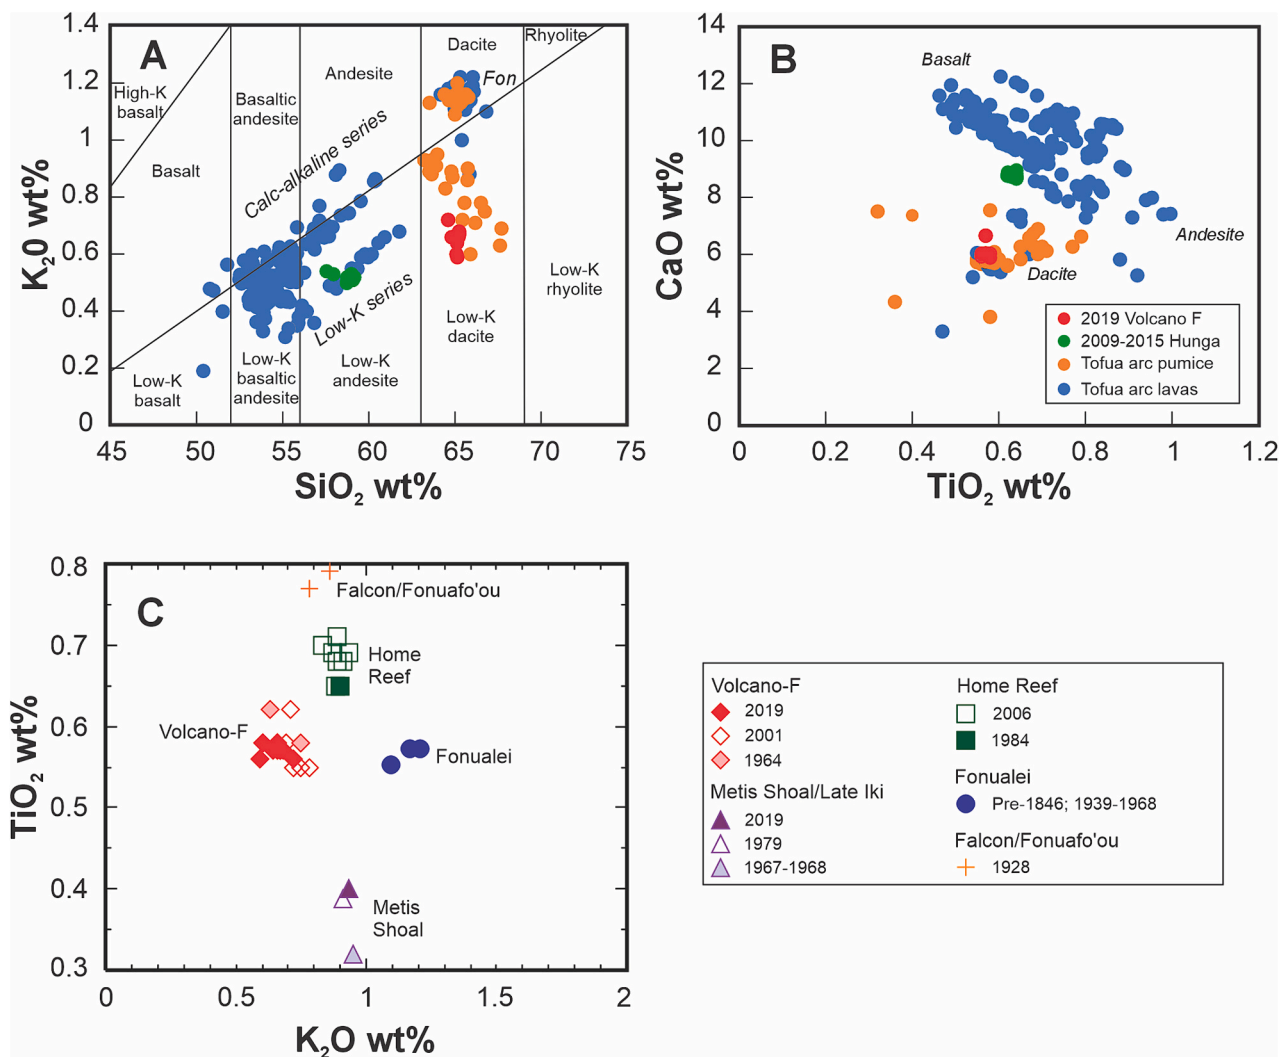 A
1.4
1.2
1
0.8
0.6
0.4
0.2
0
K₂0 wt%
45
50
55
60
65
70
75
SiO₂ wt%
High-K
basalt
Basalt
Low-K
basalt
Basaltic
andesite
Low-K
basaltic
andesite
Andesite
Calc-alkaline series
Low-K series
Low-K
andesite
Dacite
Fon
Low-K
dacite
Rhyolite
Low-K
rhyolite
B
14
12
10
8
6
4
2
0
CaO wt%
0
0.2
0.4
0.6
0.8
1.0
1.2
TiO₂ wt%
Basalt
Andesite
Dacite
2019 Volcano F
2009-2015 Hunga
Tofua arc pumice
Tofua arc lavas
C
0.8
0.7
0.6
0.5
0.4
0.3
TiO₂ wt%
0
0.5
1
1.5
2
K₂O wt%
Falcon/Fonuafo'ou
Home
Reef
Volcano-F
Fonualei
Metis
Shoal
Volcano-F
2019
2001
1964
Metis Shoal/Late Iki
2019
1979
1967-1968
Home Reef
2006
1984
Fonualei
Pre-1846; 1939-1968
Falcon/Fonuafo'ou
1928